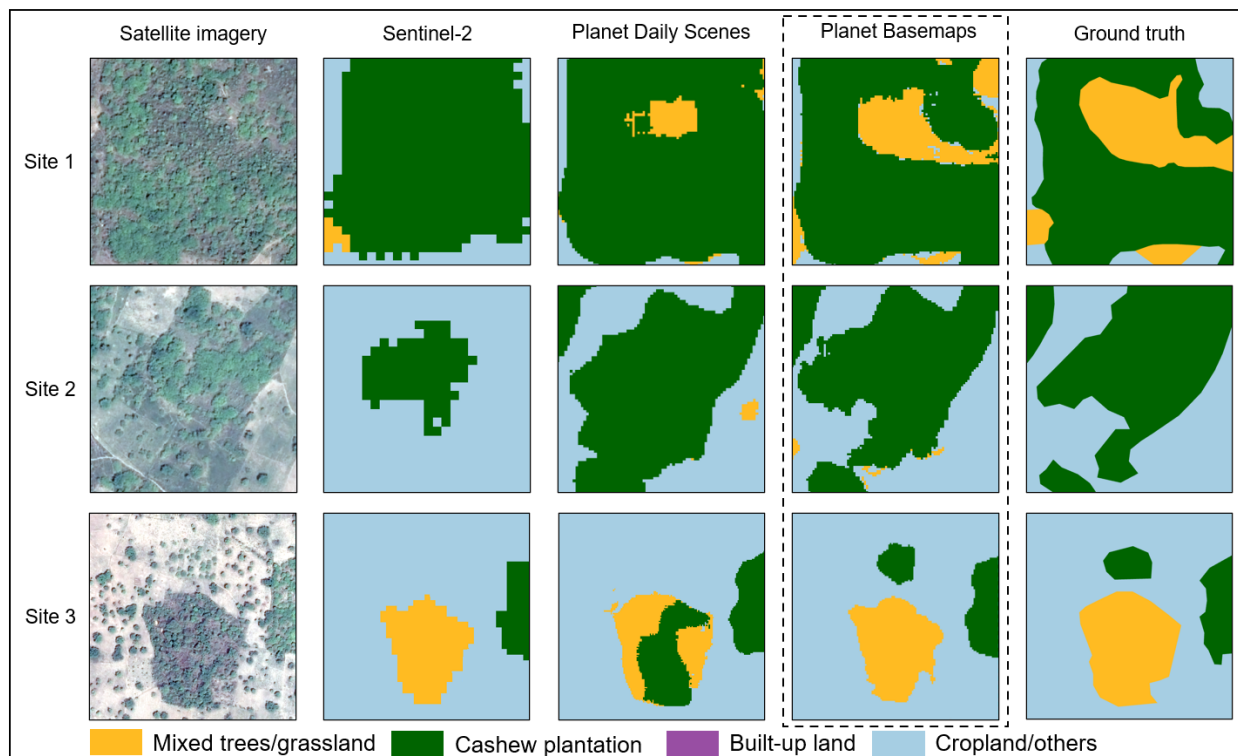 Satellite imagery Sentinel-2 Planet Daily Scenes Planet Basemaps Ground truth
Site 1
Site 2
Site 3
Mixed trees/grassland Cashew plantation Built-up land Cropland/others